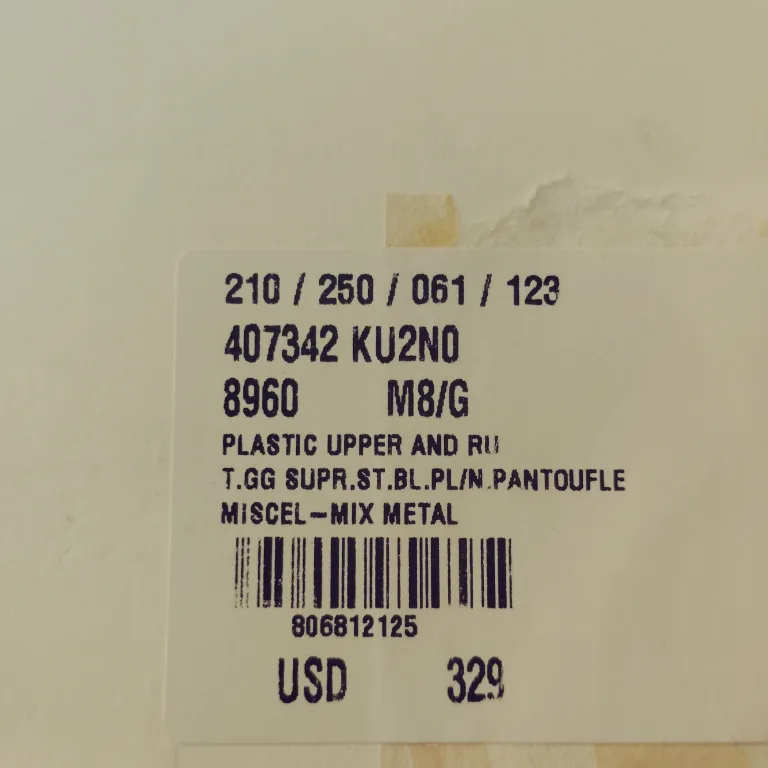 210 / 250 / 061 / 123
407342 KU2N0
8960 M8/G
PLASTIC UPPER AND RU
T.GG SUPR.ST.BL.PL/N.PANTOUFLE
MISCEL-MIX METAL
806812125
USD 329